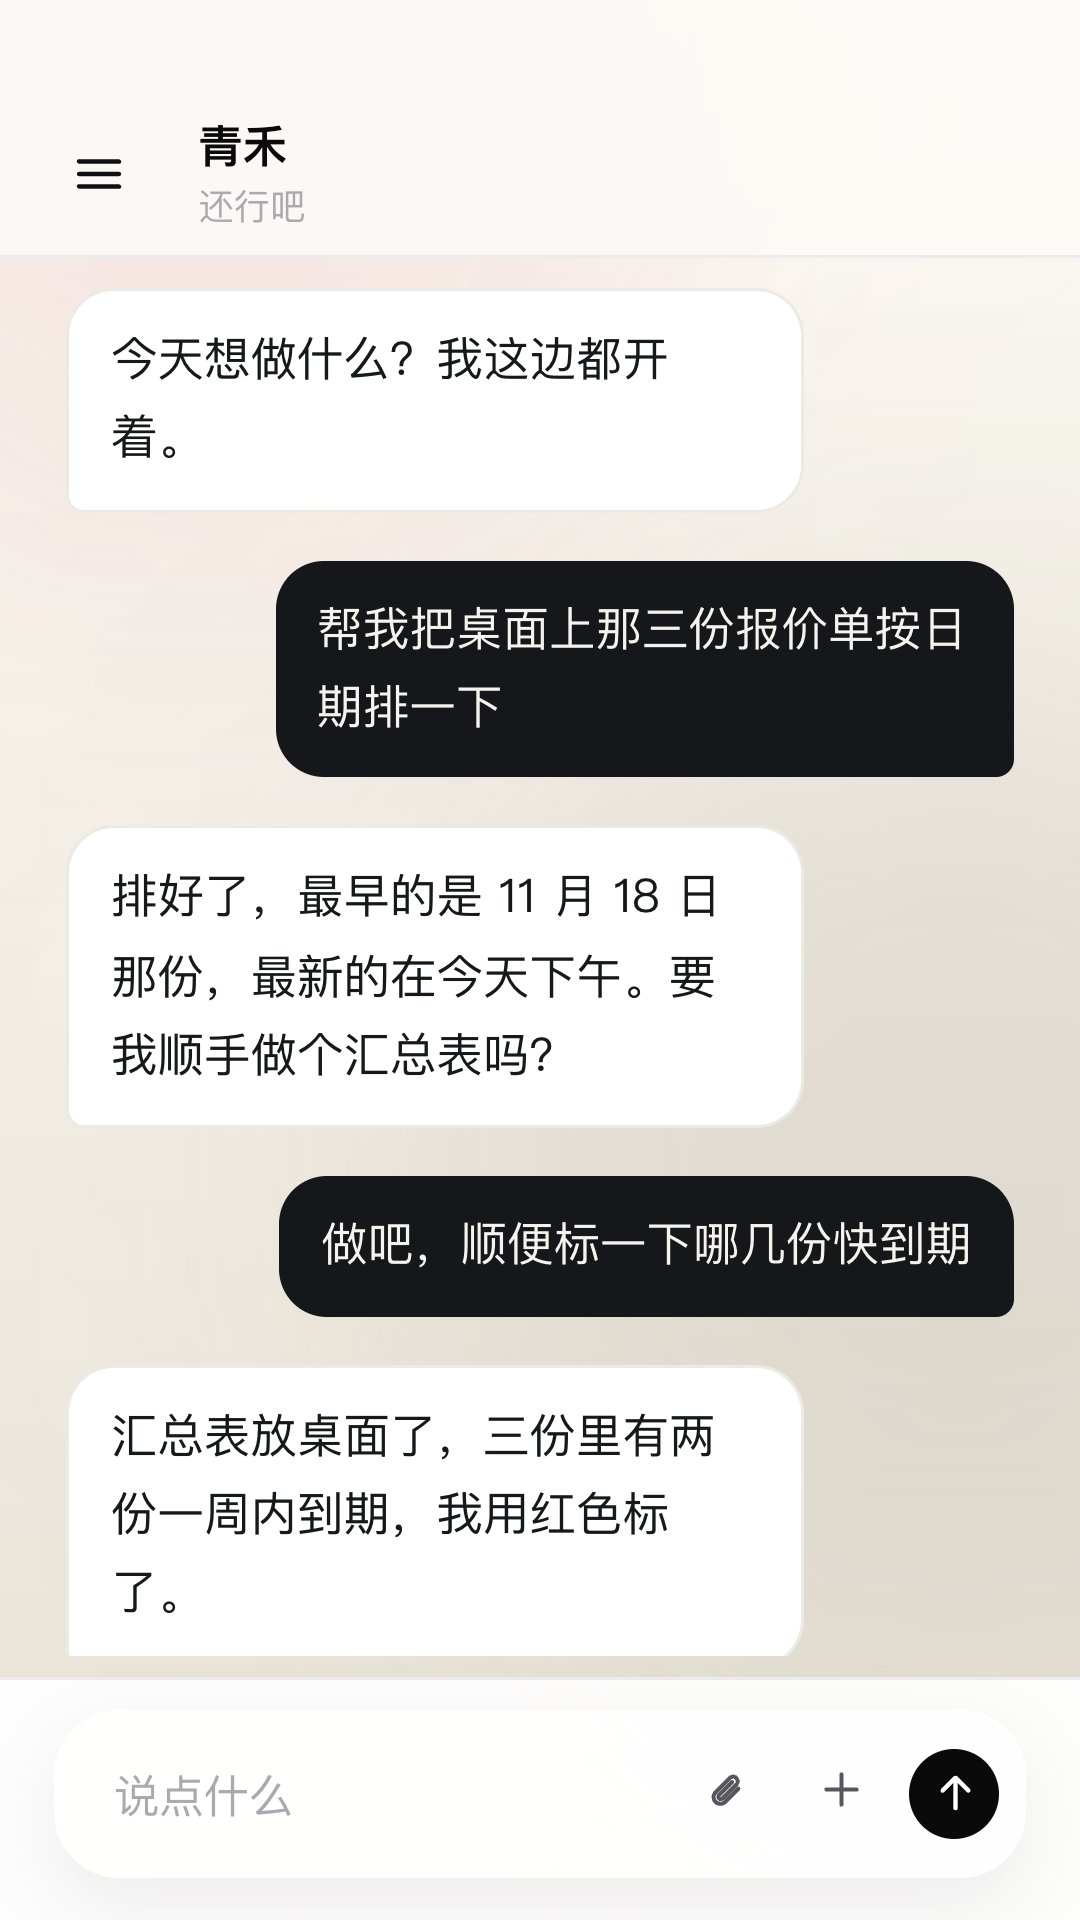 青禾
还行吧
今天想做什么？我这边都开
着。
帮我把桌面上那三份报价单按日
期排一下
排好了，最早的是 11 月 18 日
那份，最新的在今天下午。要
我顺手做个汇总表吗？
做吧，顺便标一下哪几份快到期
汇总表放桌面了，三份里有两
份一周内到期，我用红色标
了。
说点什么